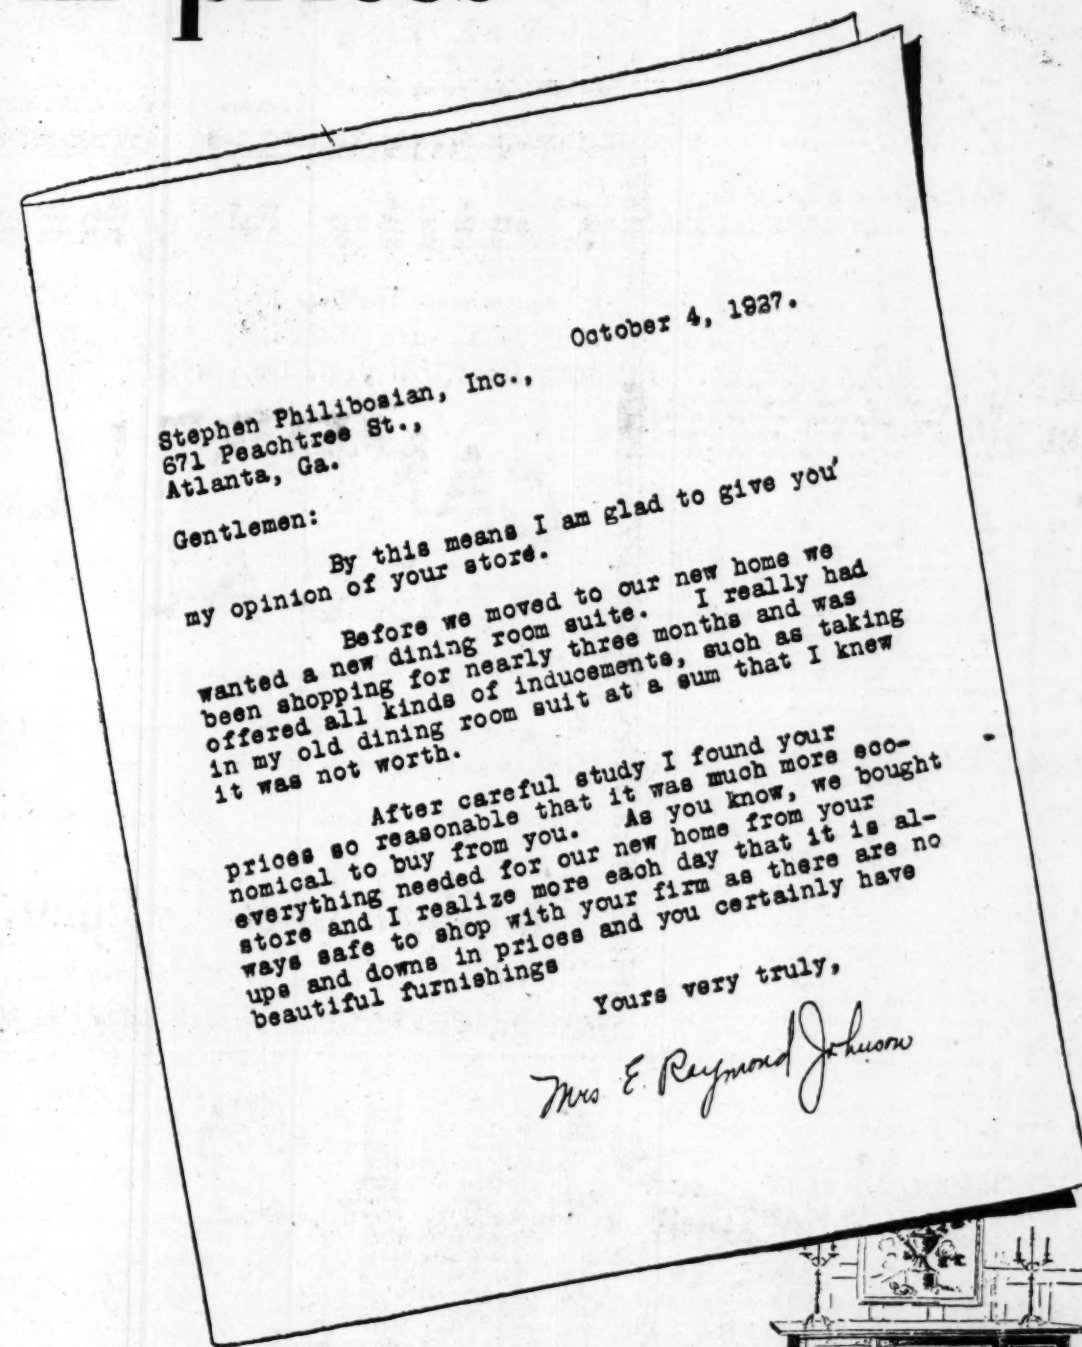 prices
October 4, 1927.
Stephen Philibosian, Inc.,
671 Peachtree St.,
Atlanta, Ga.
Gentlemen:
By this means I am glad to give you
my opinion of your store.
Before we moved to our new home we
wanted a new dining room suite. I really had
been shopping for nearly three months and was
offered all kinds of inducements, such as taking
in my old dining room suit at a sum that I knew
it was not worth.
After careful study I found your
prices so reasonable that it was much more eco-
nomical to buy from you. As you know, we bought
everything needed for our new home from your
store and I realize more each day that it is al-
ways safe to shop with your firm as there are no
ups and downs in prices and you certainly have
beautiful furnishings
Yours very truly,
Mrs E. Raymond Johnson